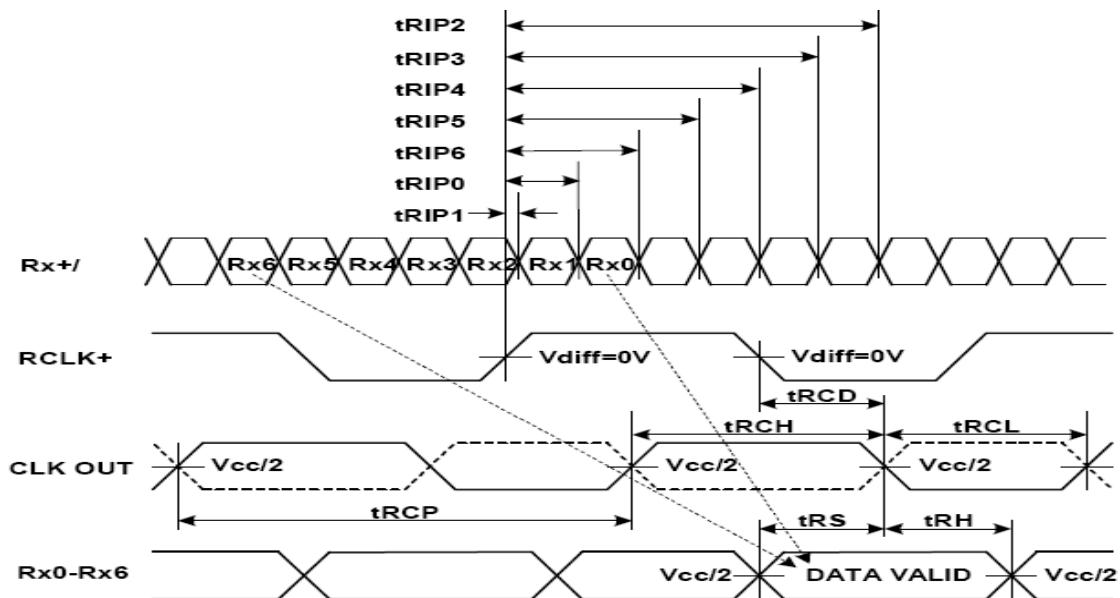 tRIP2
tRIP3
tRIP4
tRIP5
tRIP6
tRIP0
tRIP1
Rx+/ Rx6 Rx5 Rx4 Rx3 Rx2 Rx1 Rx0
RCLK+ Vdiff=0V Vdiff=0V
tRCD
tRCH tRCL
CLK OUT Vcc/2 Vcc/2 Vcc/2
tRCP tRS tRH
Rx0-Rx6 Vcc/2 DATA VALID Vcc/2